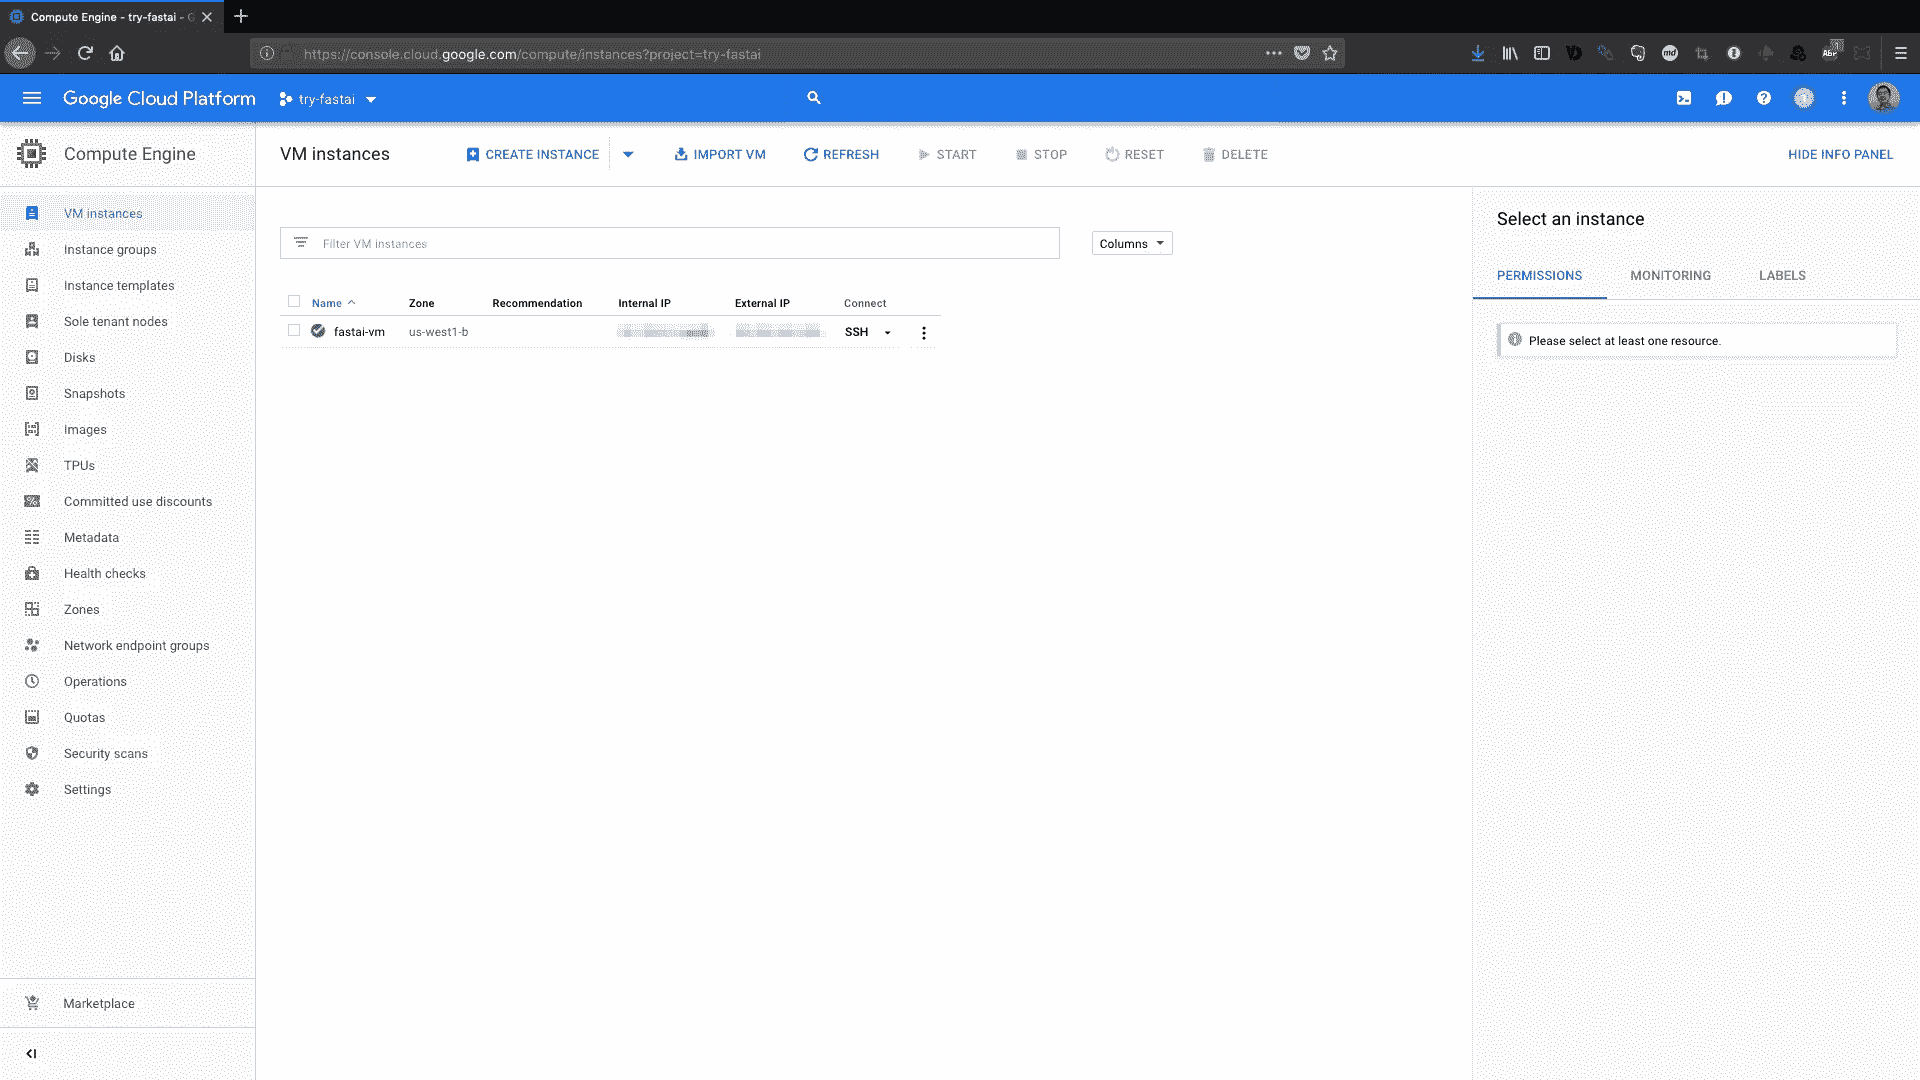 Compute Engine - try-fastai - G
https://console.cloud.google.com/compute/instances?project=try-fastai
Google Cloud Platform
try-fastai
Compute Engine
VM instances
CREATE INSTANCE
IMPORT VM
REFRESH
START
STOP
RESET
DELETE
HIDE INFO PANEL
VM instances
Instance groups
Instance templates
Sole tenant nodes
Disks
Snapshots
Images
TPUs
Committed use discounts
Metadata
Health checks
Zones
Network endpoint groups
Operations
Quotas
Security scans
Settings
Marketplace
Filter VM instances
Columns
Name Zone Recommendation Internal IP External IP Connect
fastai-vm us-west1-b SSH
Select an instance
PERMISSIONS MONITORING LABELS
Please select at least one resource.